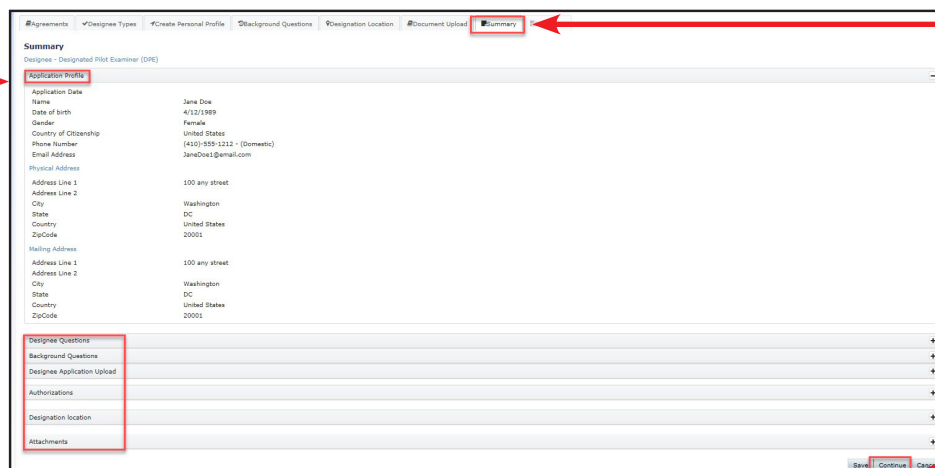 Agreements Designee Types Create Personal Profile Background Questions Designation Location Document Upload Summary
Summary
Designee - Designated Pilot Examiner (DPE)
Application Profile
Application Date
Name Jane Doe
Date of birth 4/12/1989
Gender Female
Country of Citizenship United States
Phone Number (410)-555-1212 - (Domestic)
Email Address JaneDoe1@email.com
Physical Address
Address Line 1 100 any street
Address Line 2
City Washington
State DC
Country United States
ZipCode 20001
Mailing Address
Address Line 1 100 any street
Address Line 2
City Washington
State DC
Country United States
ZipCode 20001
Designee Questions
Background Questions
Designee Application Upload
Authorizations
Designation location
Attachments
Save Continue Cancel